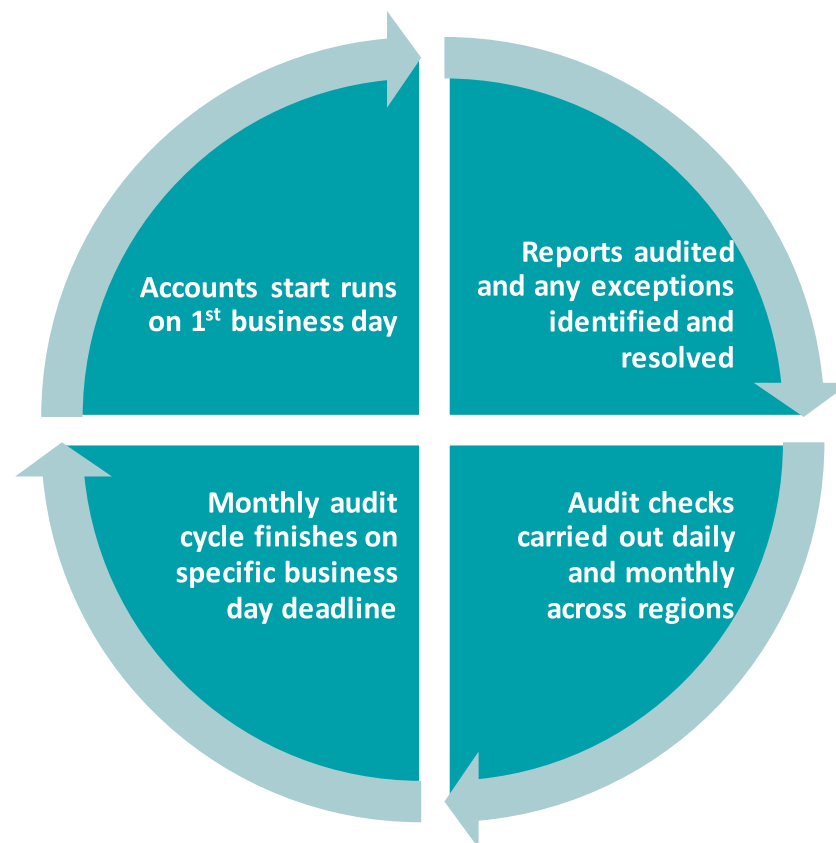 Accounts start runs
on 1st business day
Reports audited
and any exceptions
identified and
resolved
Audit checks
carried out daily
and monthly
across regions
Monthly audit
cycle finishes on
specific business
day deadline